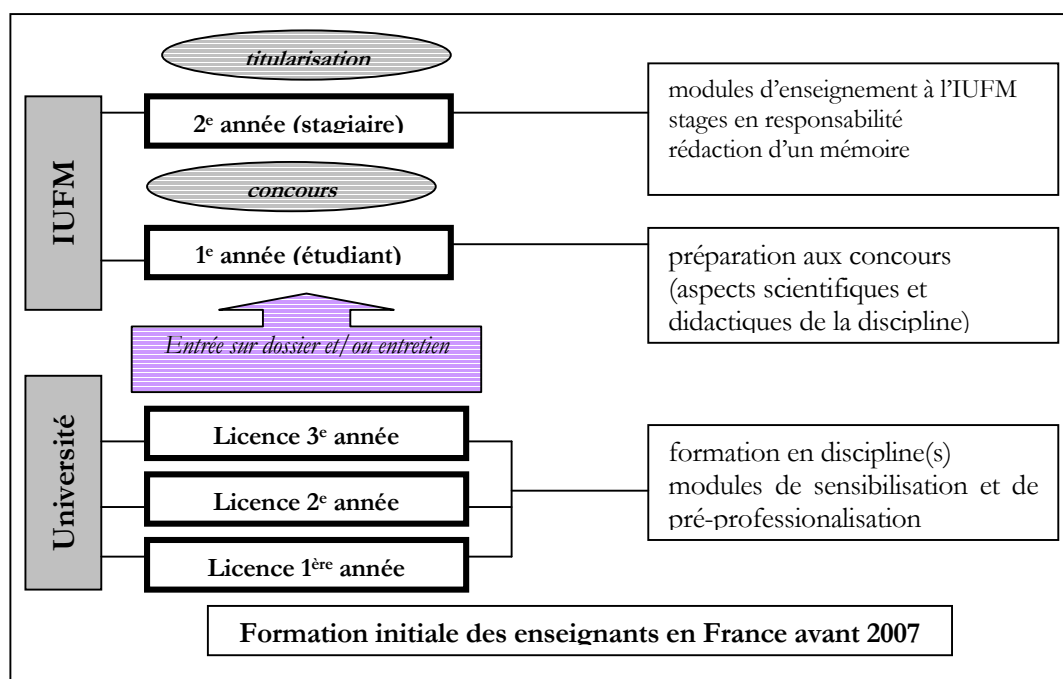 titularisation
IUFM
2e année (stagiaire)
modules d'enseignement à l'IUFM
stages en responsabilité
rédaction d'un mémoire
concours
1e année (étudiant)
préparation aux concours
(aspects scientifiques et
didactiques de la discipline)
Entrée sur dossier et/ou entretien
Université
Licence 3e année
Licence 2e année
Licence 1ère année
formation en discipline(s)
modules de sensibilisation et de
pré-professionalisation
Formation initiale des enseignants en France avant 2007